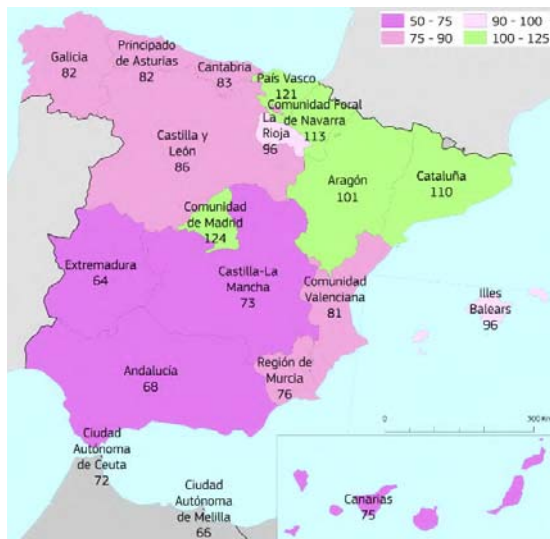 50 - 75
75 - 90
90 - 100
100 - 125
Galicia
82
Principado
de Asturias
82
Cantabria
83
País Vasco
121
Comunidad Foral
de Navarra
113
La
Rioja
96
Castilla y
León
86
Aragón
101
Cataluña
110
Comunidad
de Madrid
124
Extremadura
64
Castilla-La
Mancha
73
Comunidad
Valenciana
81
Illes
Balears
96
Andalucía
68
Región de
Murcia
76
Ciudad
Autónoma
de Ceuta
72
Ciudad
Autónoma
de Melilla
66
Canarias
75
0
300 Km